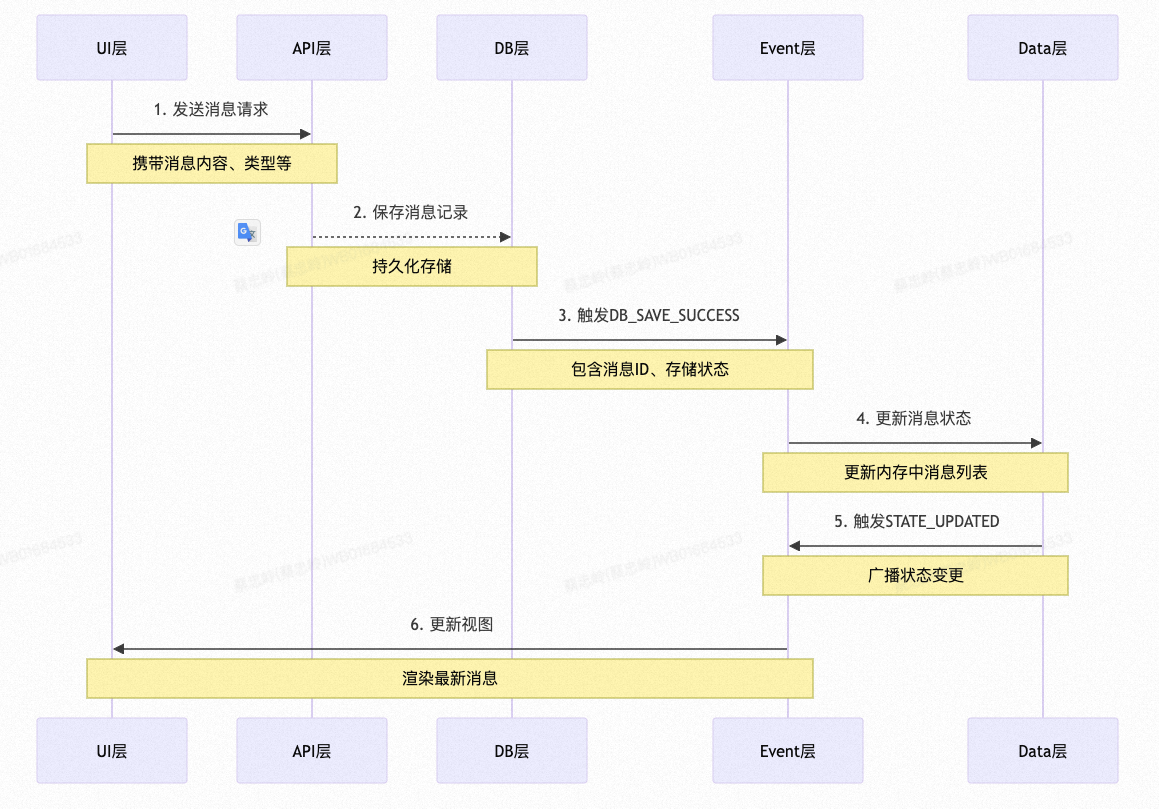 UI层
API层
DB层
Event层
Data层
1. 发送消息请求
携带消息内容、类型等
2. 保存消息记录
持久化存储
3. 触发DB_SAVE_SUCCESS
包含消息ID、存储状态
4. 更新消息状态
更新内存中消息列表
5. 触发STATE_UPDATED
广播状态变更
6. 更新视图
渲染最新消息
UI层
API层
DB层
Event层
Data层